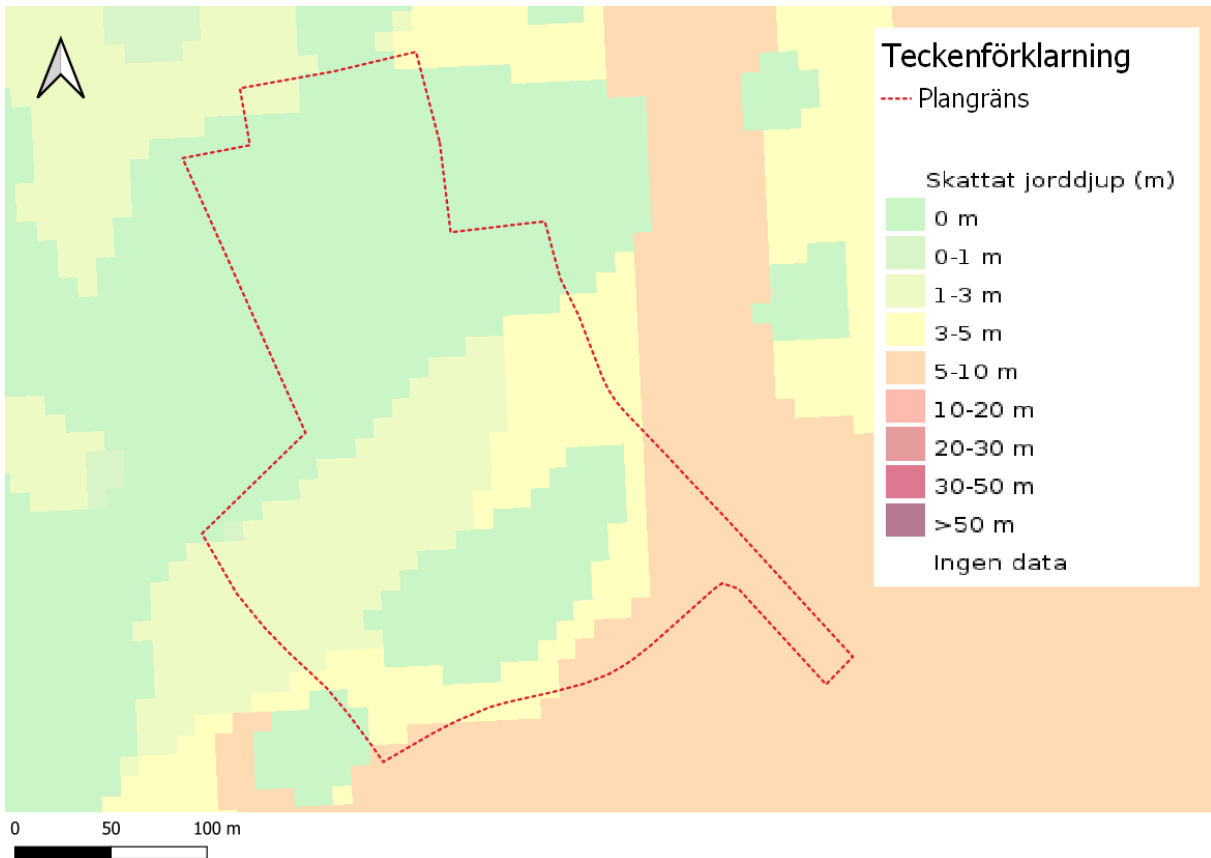 Teckenförklarning
Plangräns
Skattat jorddjup (m)
0 m
0-1 m
1-3 m
3-5 m
5-10 m
10-20 m
20-30 m
30-50 m
>50 m
Ingen data
0 50 100 m